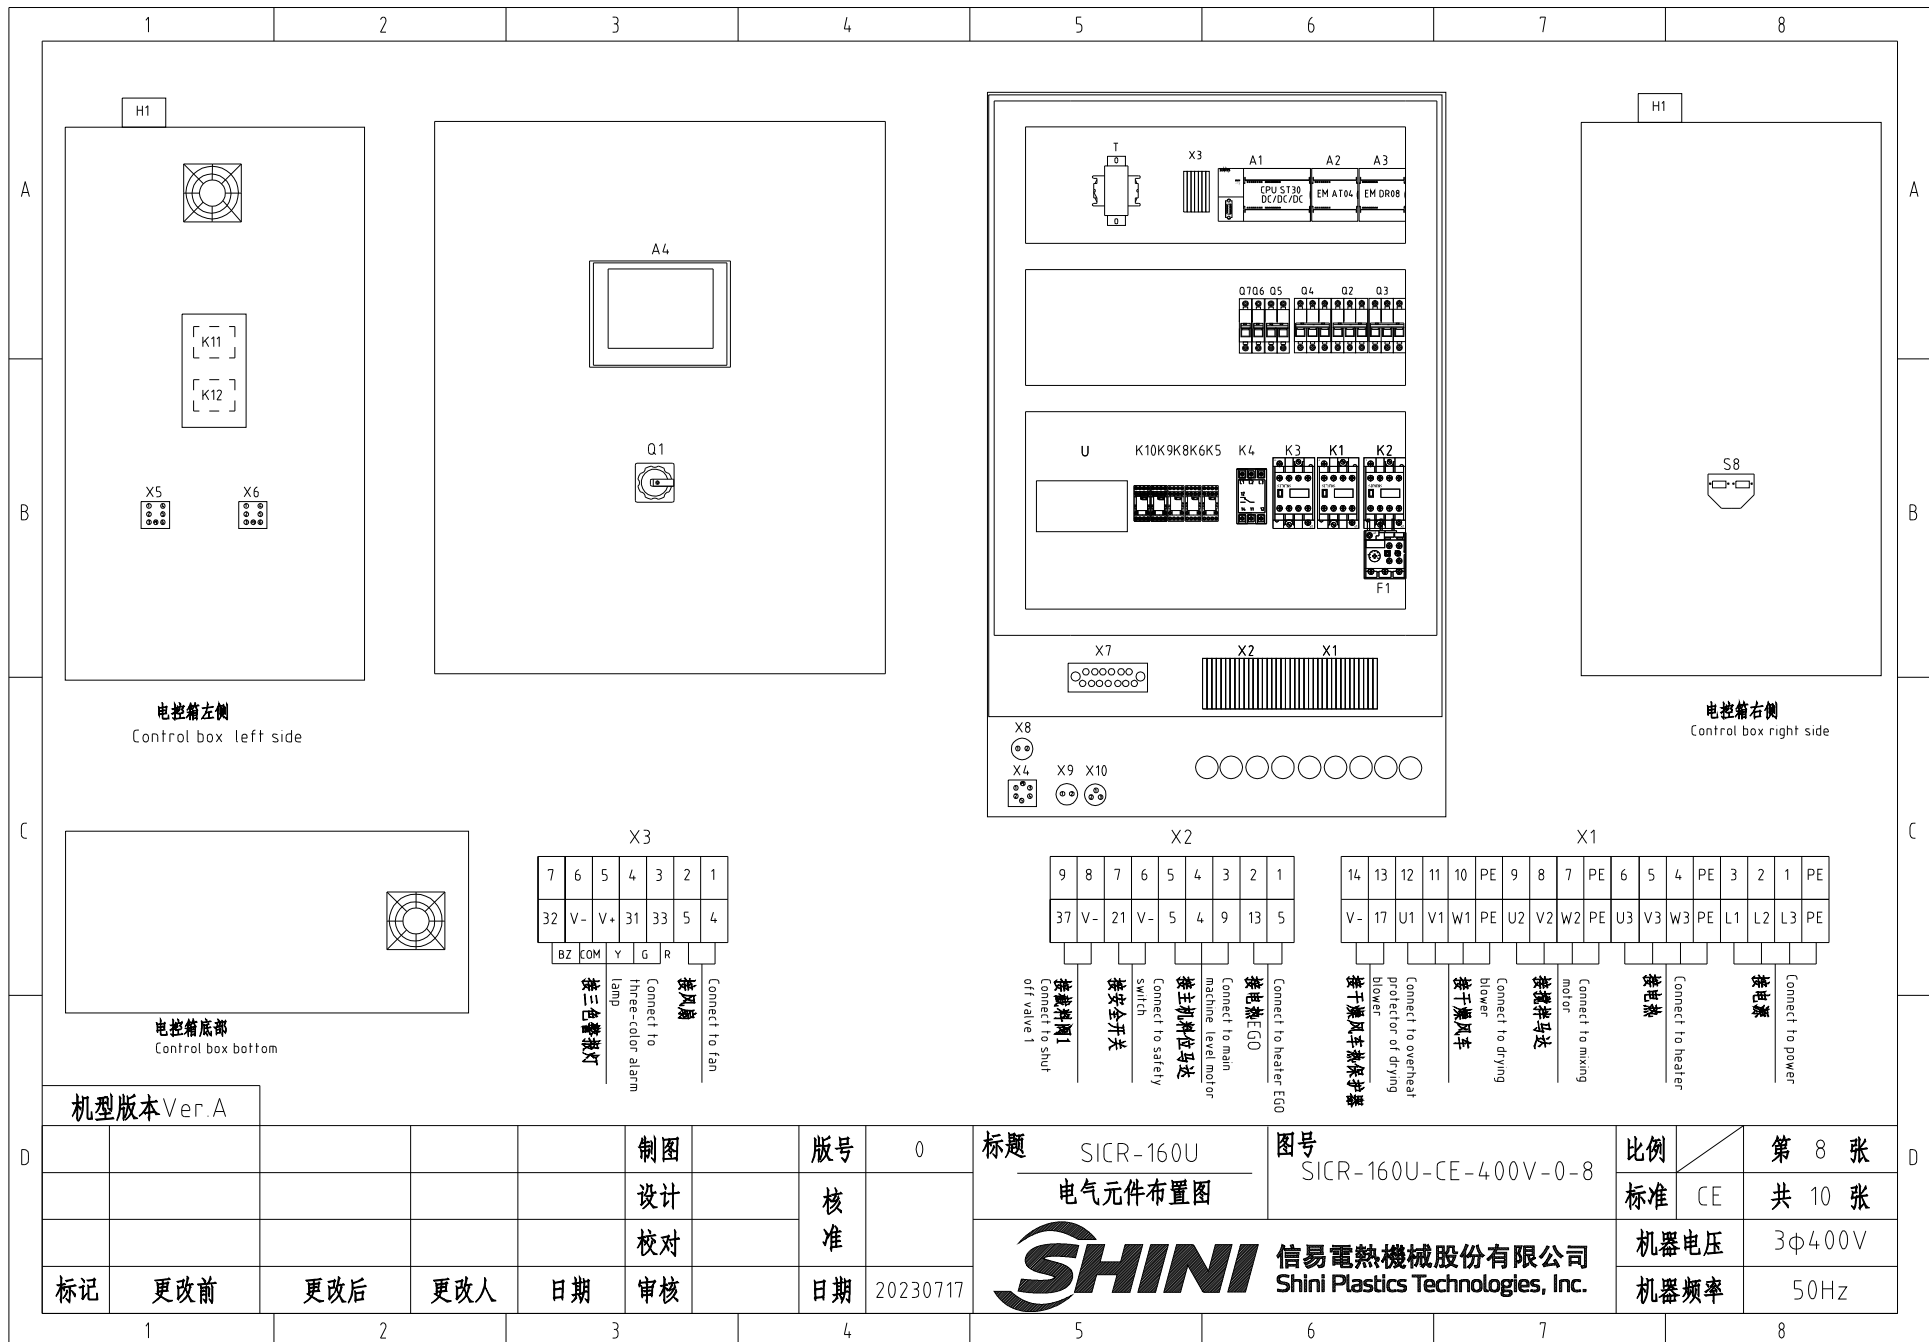 1 2 3 4 5 6 7 8
A
B
C
D
A
B
C
D
H1
K11
K12
X5 X6
电控箱左侧
Control box left side
A4
Q1
T
X3
A1 A2 A3
CPU ST30
DC/DC/DC
EM AT04
EM DR08
Q7Q6 Q5 Q4 Q2 Q3
U K10K9K8K6K5 K4 K3 K1 K2
F1
X7 X2 X1
X8
X4 X9 X10
H1
S8
电控箱右侧
Control box right side
电控箱底部
Control box bottom
X3
7 6 5 4 3 2 1
32 V- V+ 31 33 5 4
BZ COM Y G R
接三色警报灯
Connect to
three-color alarm
lamp
接风扇
Connect to fan
X2
9 8 7 6 5 4 3 2 1
37 V- 21 V- 5 4 9 13 5
接截料阀1
Connect to shut
off valve 1
接安全开关
Connect to safety
switch
接主机料位马达
Connect to main
machine level motor
接电热EGO
Connect to heater EGO
X1
14 13 12 11 10 PE 9 8 7 PE 6 5 4 PE 3 2 1 PE
V- 17 U1 V1 W1 PE U2 V2 W2 PE U3 V3 W3 PE L1 L2 L3 PE
接干燥风车热保护器
Connect to overheat
protector of drying
blower
接干燥风车
Connect to drying
blower
接搅拌马达
Connect to mixing
motor
接电热
Connect to heater
接电源
Connect to power
机型版本Ver.A
制图 版号 0
设计 核准
校对
标记 更改前 更改后 更改人 日期 审核 日期 20230717
标题 SICR-160U
电气元件布置图
图号 SICR-160U-CE-400V-0-8
比例 第 8 张
标准 CE 共 10 张
机器电压 3φ400V
机器频率 50Hz
SHINI
信易電熱機械股份有限公司
Shini Plastics Technologies, Inc.
1 2 3 4 5 6 7 8